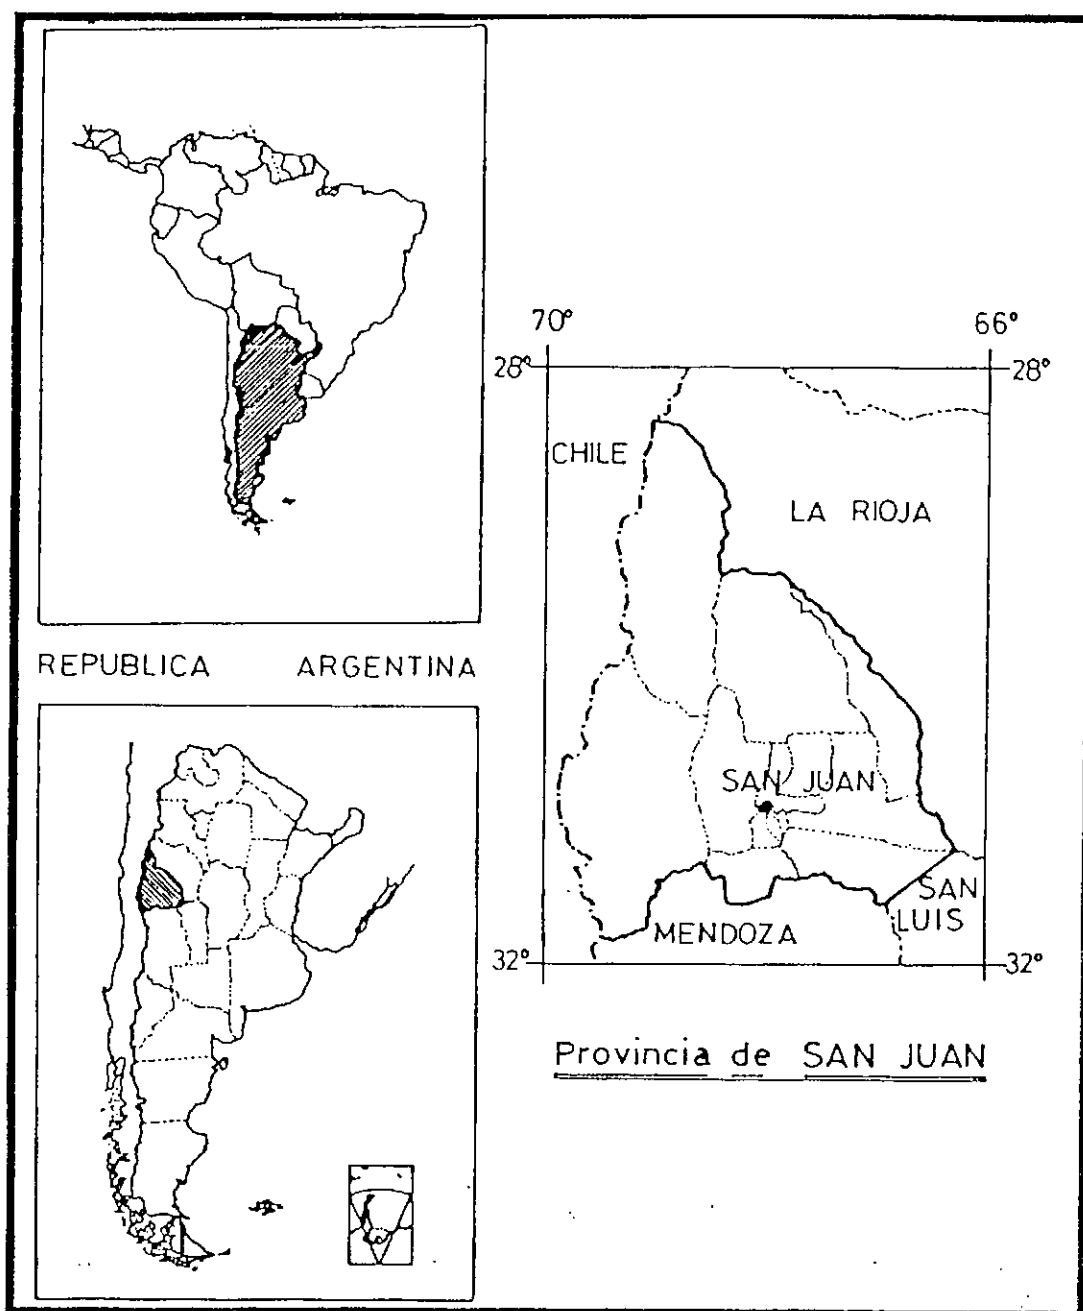 REPUBLICA ARGENTINA
70° 66°
28° 28°
CHILE
LA RIOJA
SAN JUAN
SAN
LUIS
MENDOZA
32° 32°
Provincia de SAN JUAN